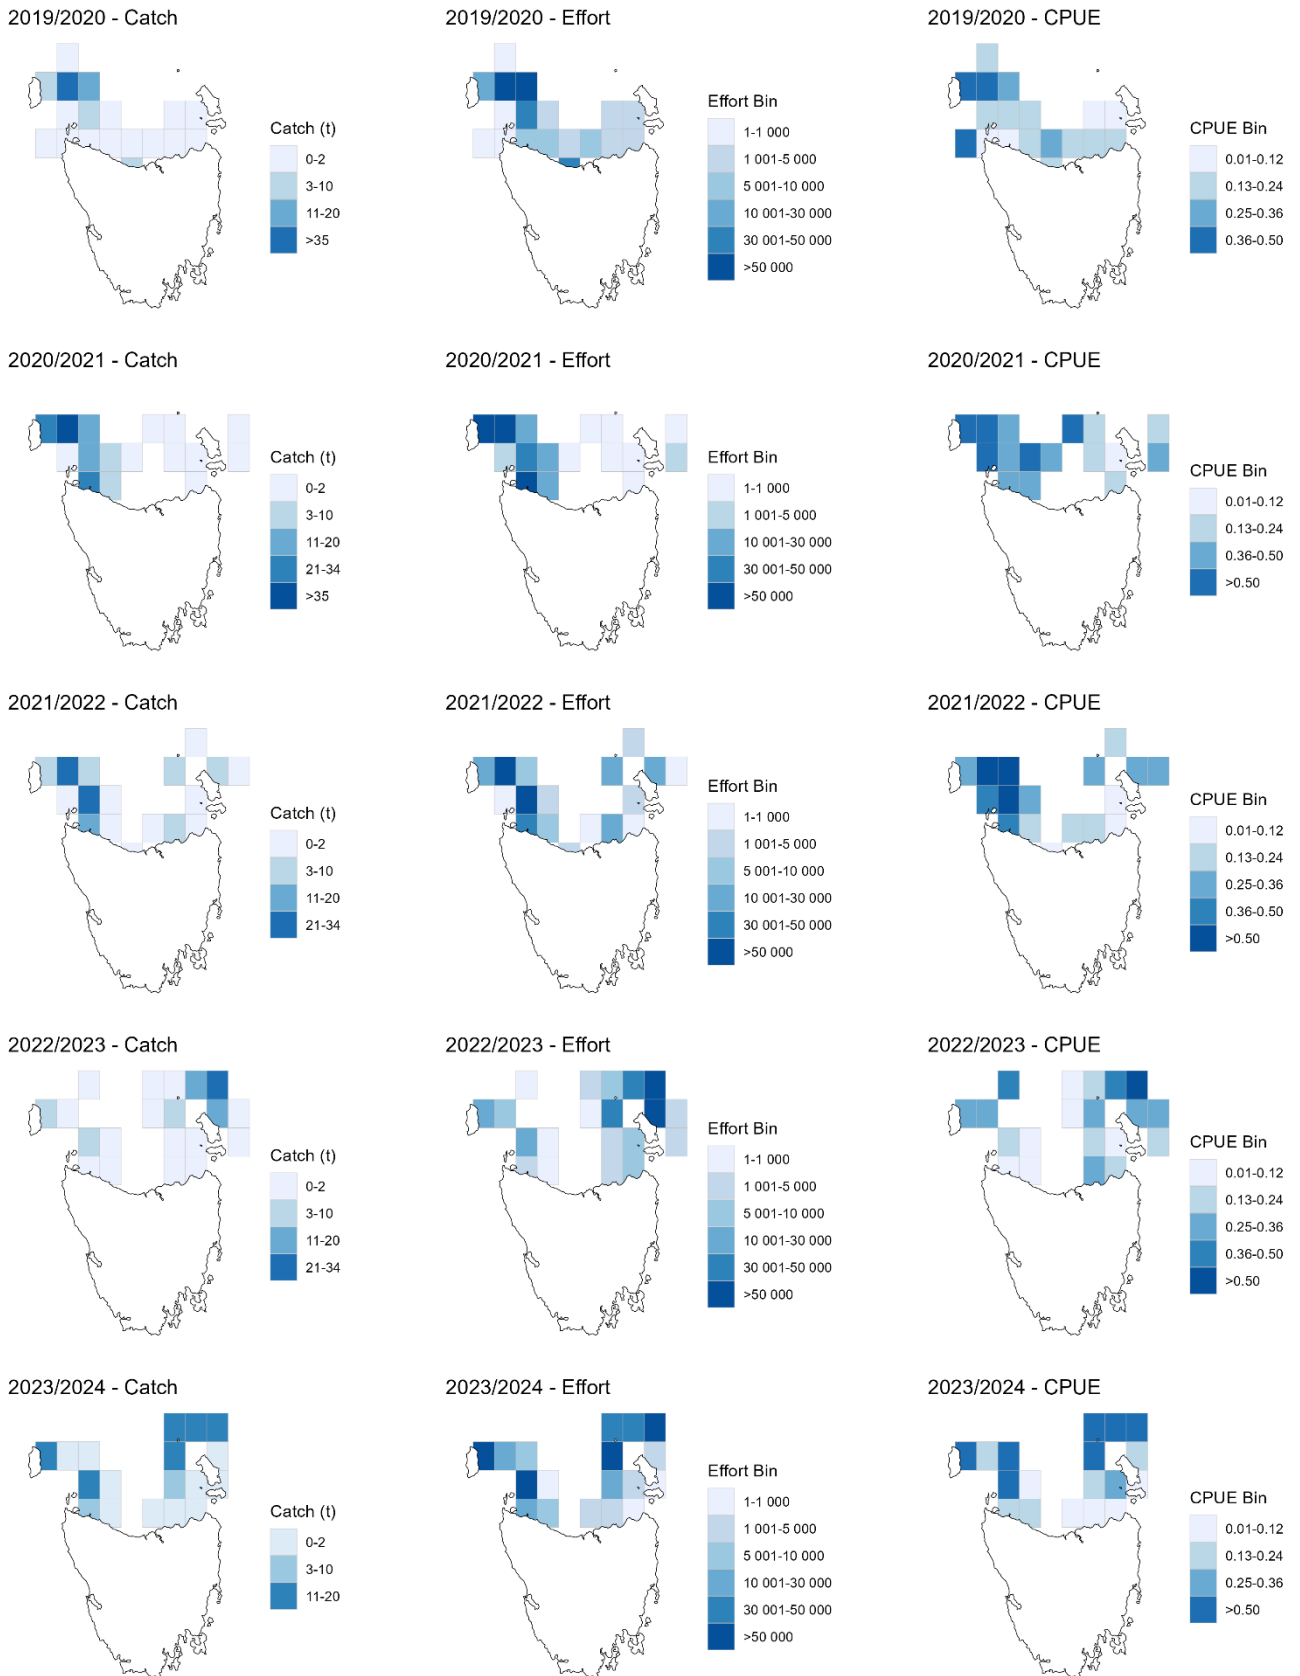 2019/2020 - Catch
Catch (t)
0-2
3-10
11-20
>35
2019/2020 - Effort
Effort Bin
1-1 000
1 001-5 000
5 001-10 000
10 001-30 000
30 001-50 000
>50 000
2019/2020 - CPUE
CPUE Bin
0.01-0.12
0.13-0.24
0.25-0.36
0.36-0.50
2020/2021 - Catch
Catch (t)
0-2
3-10
11-20
21-34
>35
2020/2021 - Effort
Effort Bin
1-1 000
1 001-5 000
10 001-30 000
30 001-50 000
>50 000
2020/2021 - CPUE
CPUE Bin
0.01-0.12
0.13-0.24
0.36-0.50
>0.50
2021/2022 - Catch
Catch (t)
0-2
3-10
11-20
21-34
2021/2022 - Effort
Effort Bin
1-1 000
1 001-5 000
5 001-10 000
10 001-30 000
30 001-50 000
>50 000
2021/2022 - CPUE
CPUE Bin
0.01-0.12
0.13-0.24
0.25-0.36
0.36-0.50
>0.50
2022/2023 - Catch
Catch (t)
0-2
3-10
11-20
21-34
2022/2023 - Effort
Effort Bin
1-1 000
1 001-5 000
5 001-10 000
10 001-30 000
30 001-50 000
>50 000
2022/2023 - CPUE
CPUE Bin
0.01-0.12
0.13-0.24
0.25-0.36
0.36-0.50
>0.50
2023/2024 - Catch
Catch (t)
0-2
3-10
11-20
2023/2024 - Effort
Effort Bin
1-1 000
1 001-5 000
5 001-10 000
10 001-30 000
30 001-50 000
>50 000
2023/2024 - CPUE
CPUE Bin
0.01-0.12
0.13-0.24
0.25-0.36
>0.50